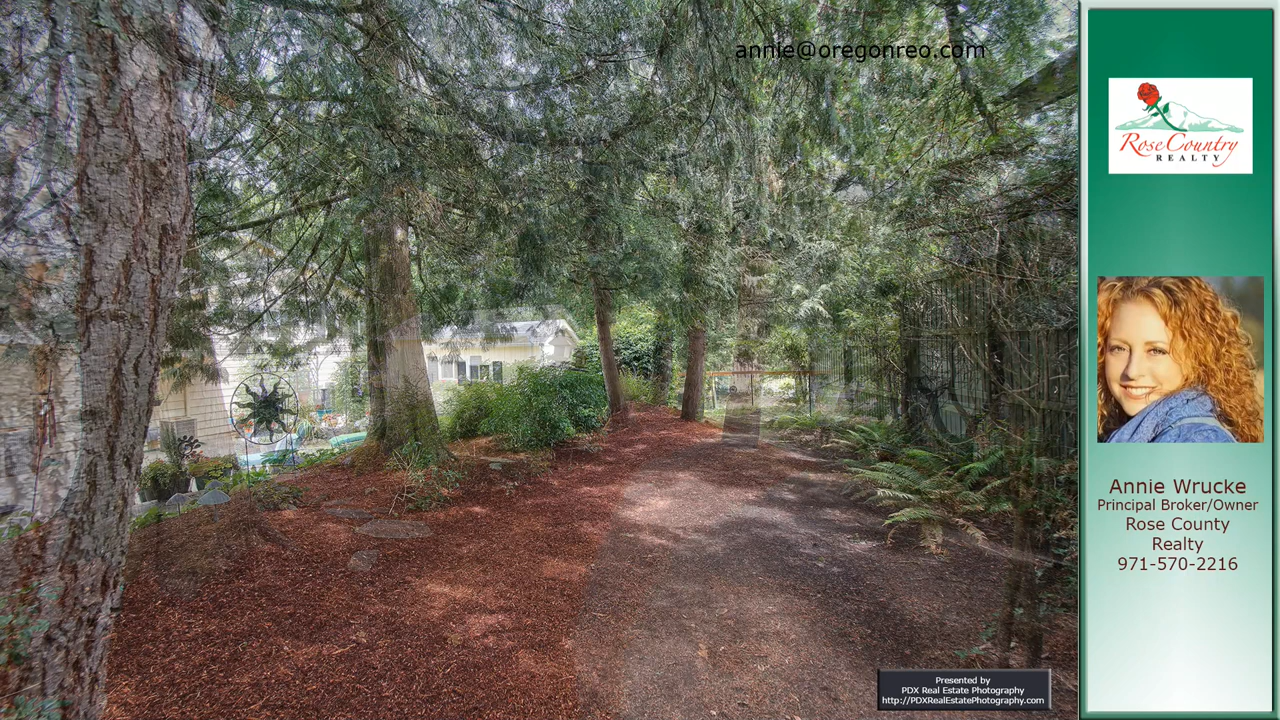 annie@oregonreo.com
Rose Country
REALTY
Annie Wrucke
Principal Broker/Owner
Rose County
Realty
971-570-2216
Presented by
PDX Real Estate Photography
http://PDXRealEstatePhotography.com